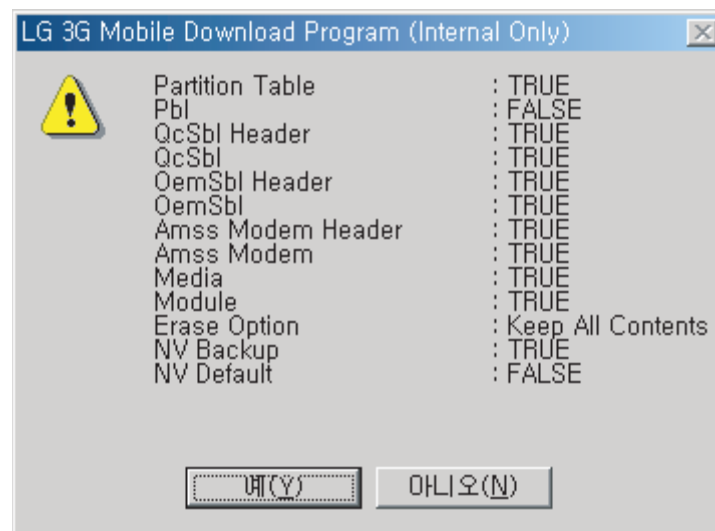 LG 3G Mobile Download Program (Internal Only)
Partition Table : TRUE
Pbl : FALSE
QcSbl Header : TRUE
QcSbl : TRUE
OemSbl Header : TRUE
OemSbl : TRUE
Amss Modem Header : TRUE
Amss Modem : TRUE
Media : TRUE
Module : TRUE
Erase Option : Keep All Contents
NV Backup : TRUE
NV Default : FALSE
예(Y) 아니오(N)